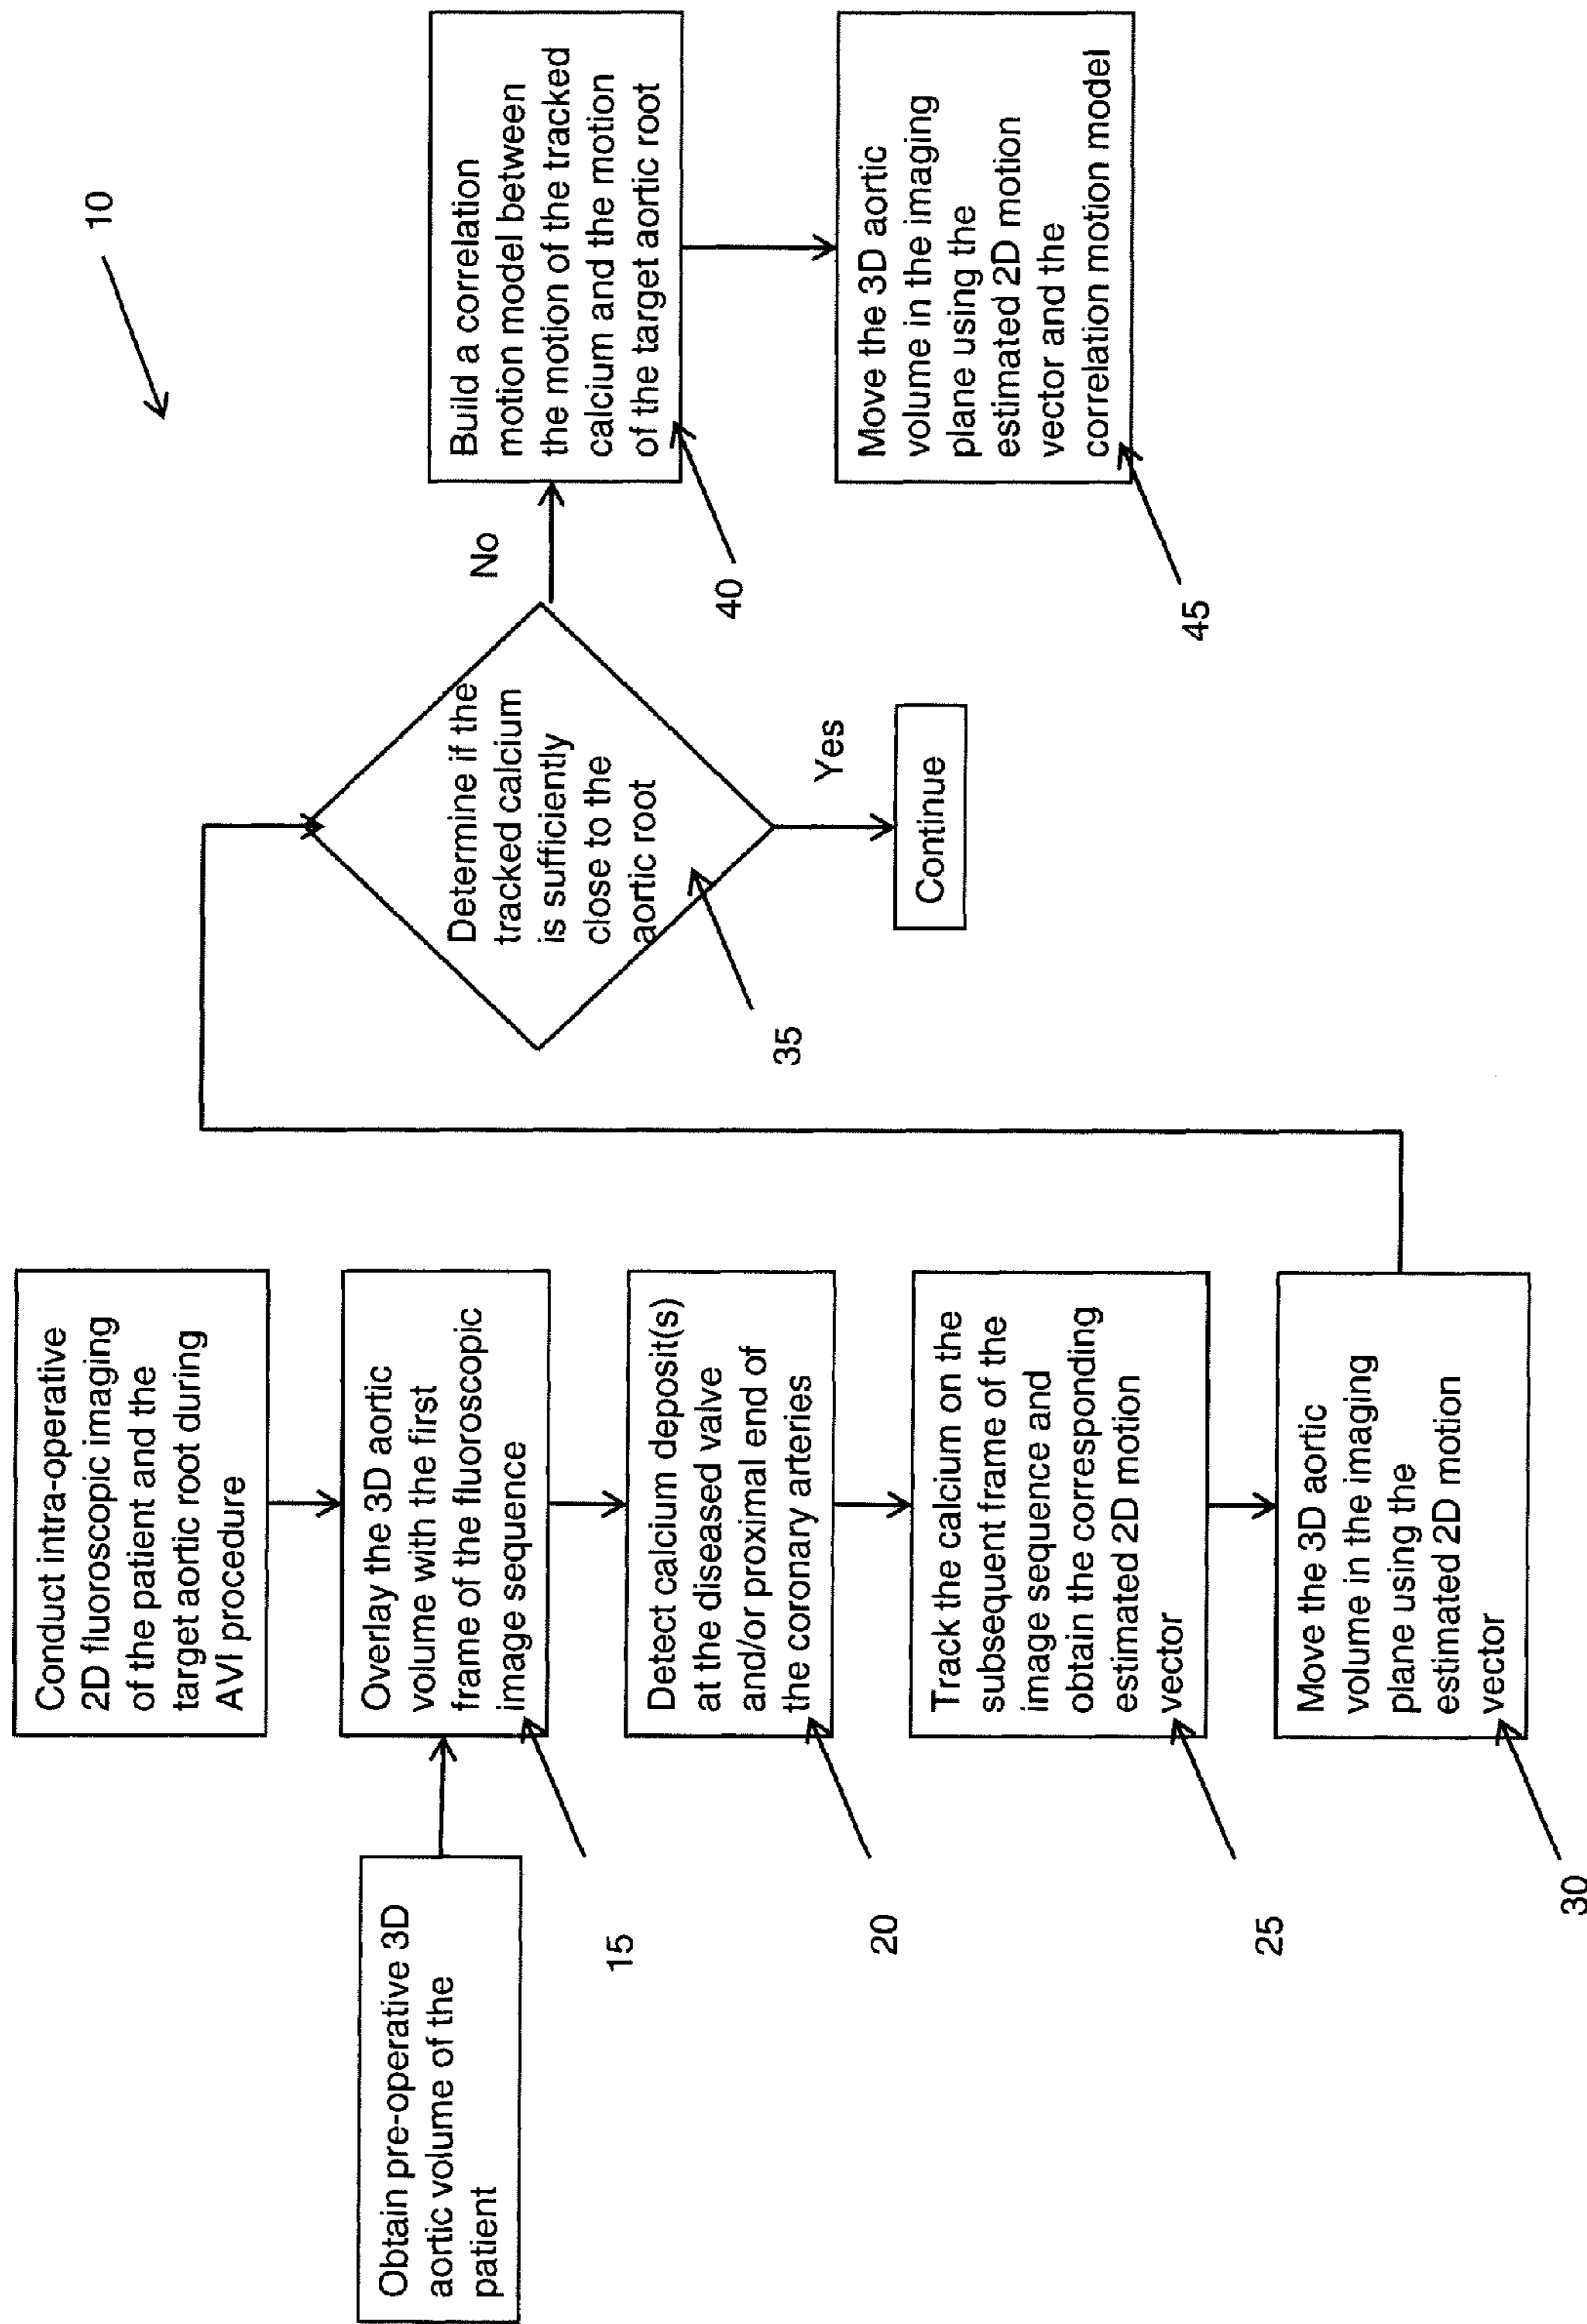 10
Conduct intra-operative
2D fluoroscopic imaging
of the patient and the
target aortic root during
AVI procedure
Obtain pre-operative 3D
aortic volume of the
patient
Overlay the 3D aortic
volume with the first
frame of the fluoroscopic
image sequence
15
Detect calcium deposit(s)
at the diseased valve
and/or proximal end of
the coronary arteries
20
Track the calcium on the
subsequent frame of the
image sequence and
obtain the corresponding
estimated 2D motion
vector
25
Move the 3D aortic
volume in the imaging
plane using the
estimated 2D motion
vector
30
Determine if the
tracked calcium
is sufficiently
close to the
aortic root
35
Yes
Continue
No
Build a correlation
motion model between
the motion of the tracked
calcium and the motion
of the target aortic root
40
Move the 3D aortic
volume in the imaging
plane using the
estimated 2D motion
vector and the
correlation motion model
45